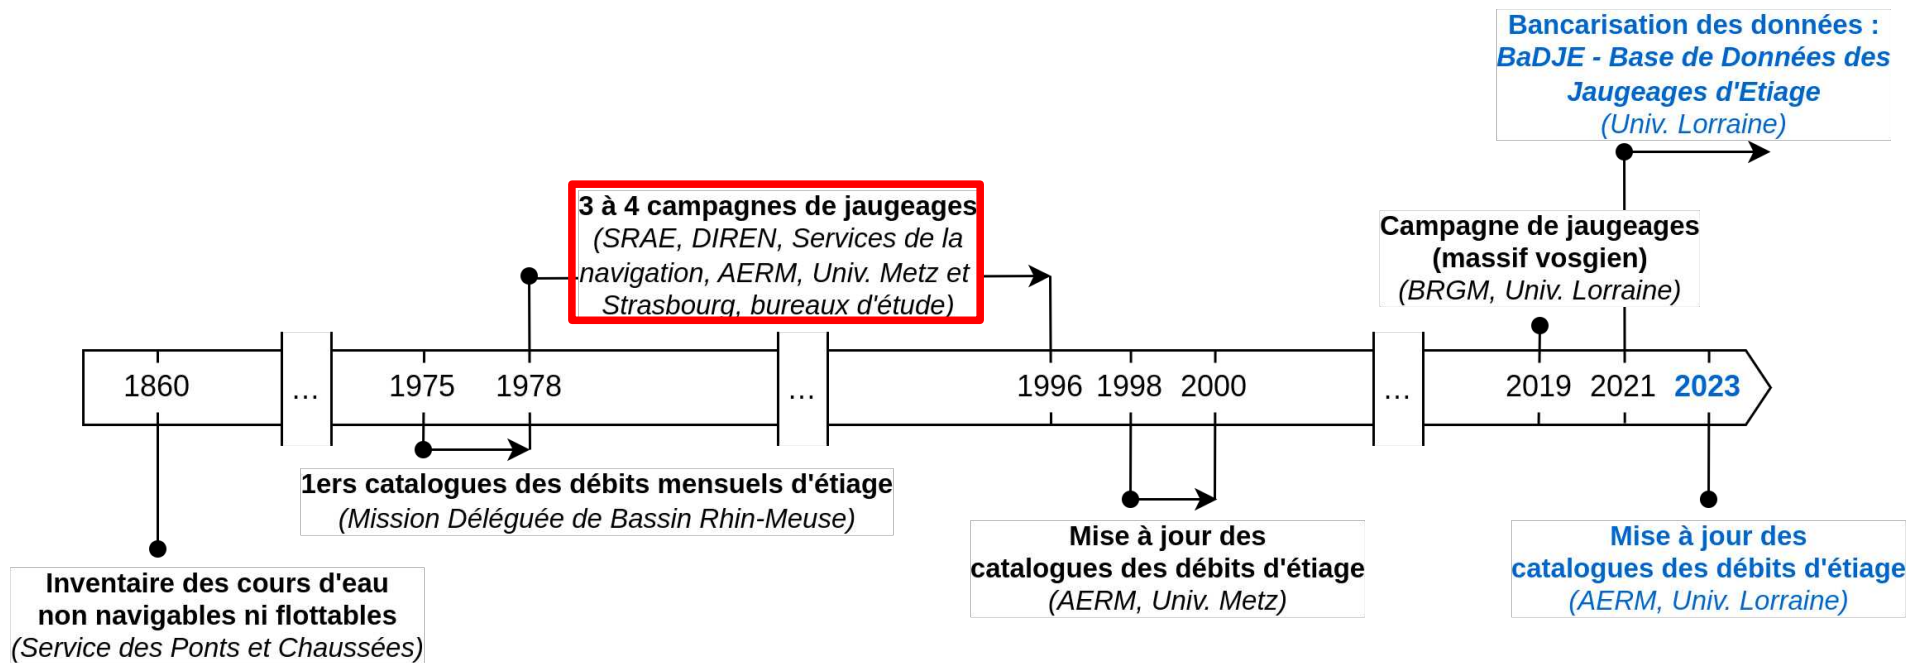 Bancarisation des données :
BaDJE - Base de Données des
Jaugeages d'Etiage
(Univ. Lorraine)
3 à 4 campagnes de jaugeages
(SRAE, DIREN, Services de la
navigation, AERM, Univ. Metz et
Strasbourg, bureaux d'étude)
Campagne de jaugeages
(massif vosgien)
(BRGM, Univ. Lorraine)
1860 ... 1975 1978 ... 1996 1998 2000 ... 2019 2021 2023
1ers catalogues des débits mensuels d'étiage
(Mission Déléguée de Bassin Rhin-Meuse)
Inventaire des cours d'eau
non navigables ni flottables
(Service des Ponts et Chaussées)
Mise à jour des
catalogues des débits d'étiage
(AERM, Univ. Metz)
Mise à jour des
catalogues des débits d'étiage
(AERM, Univ. Lorraine)